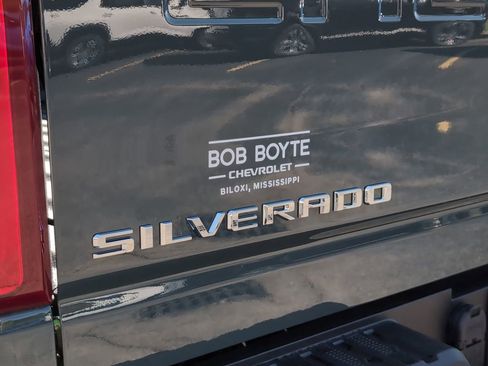 BOB BOYTE
CHEVROLET
BILOXI, MISSISSIPPI
SILVERADO